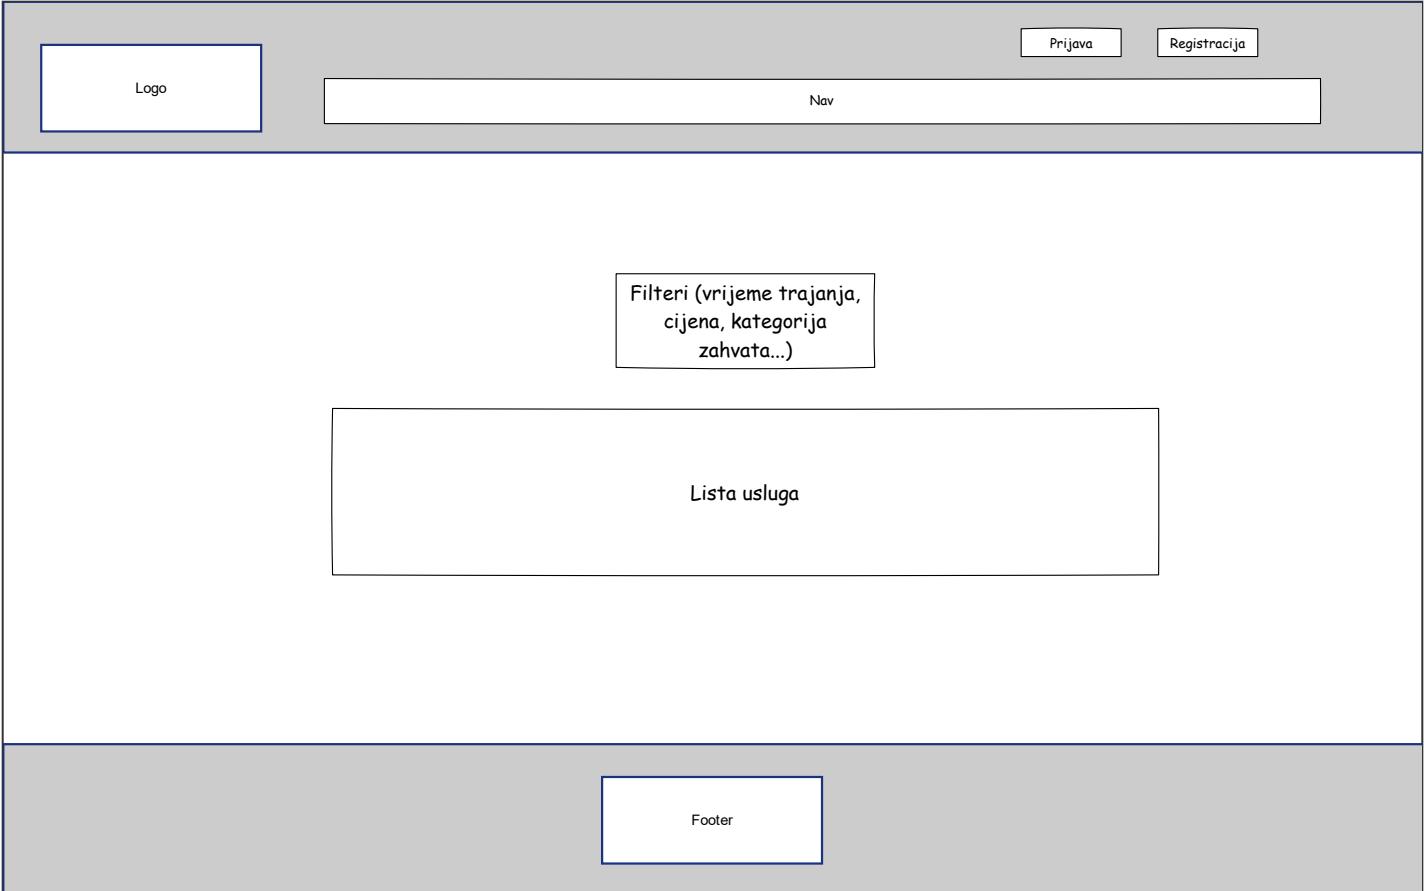 Prijava
Registracija
Logo
Nav
Filteri (vrijeme trajanja,
cijena, kategorija
zahvata...)
Lista usluga
Footer